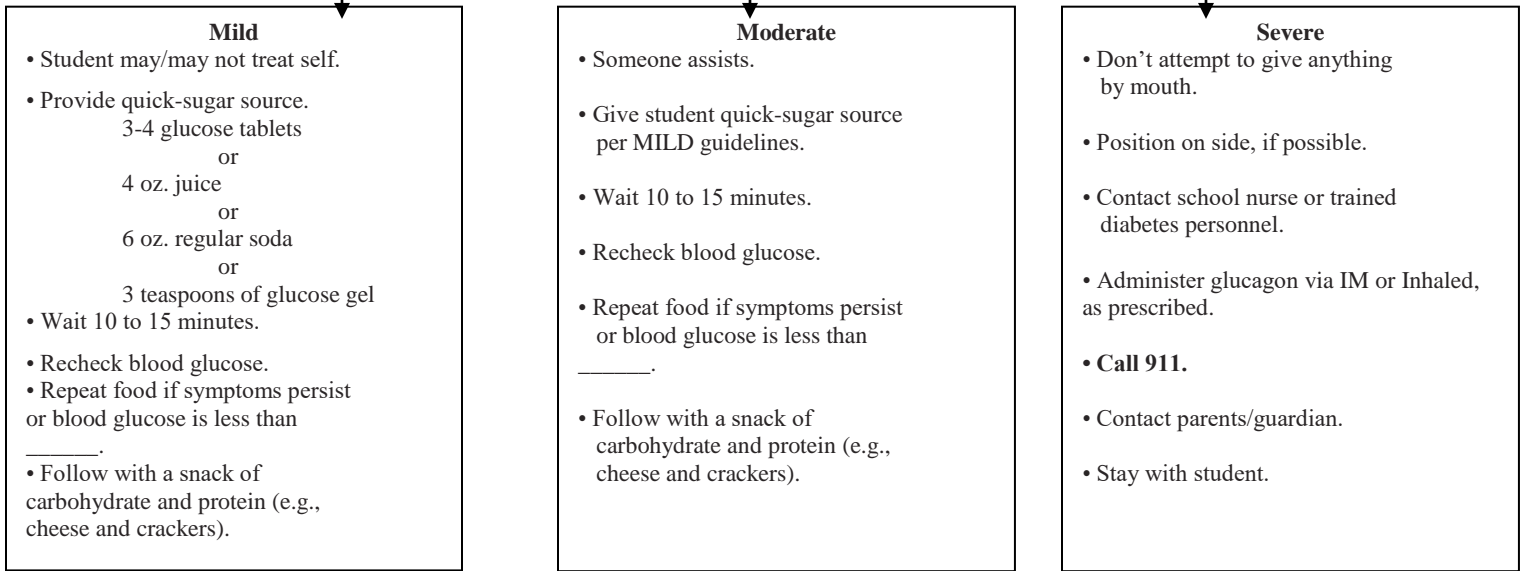 Mild
• Student may/may not treat self.
• Provide quick-sugar source.
3-4 glucose tablets
or
4 oz. juice
or
6 oz. regular soda
or
3 teaspoons of glucose gel
• Wait 10 to 15 minutes.
• Recheck blood glucose.
• Repeat food if symptoms persist
or blood glucose is less than
______.
• Follow with a snack of
carbohydrate and protein (e.g.,
cheese and crackers).
Moderate
• Someone assists.
• Give student quick-sugar source
per MILD guidelines.
• Wait 10 to 15 minutes.
• Recheck blood glucose.
• Repeat food if symptoms persist
or blood glucose is less than
______.
• Follow with a snack of
carbohydrate and protein (e.g.,
cheese and crackers).
Severe
• Don’t attempt to give anything
by mouth.
• Position on side, if possible.
• Contact school nurse or trained
diabetes personnel.
• Administer glucagon via IM or Inhaled,
as prescribed.
• Call 911.
• Contact parents/guardian.
• Stay with student.